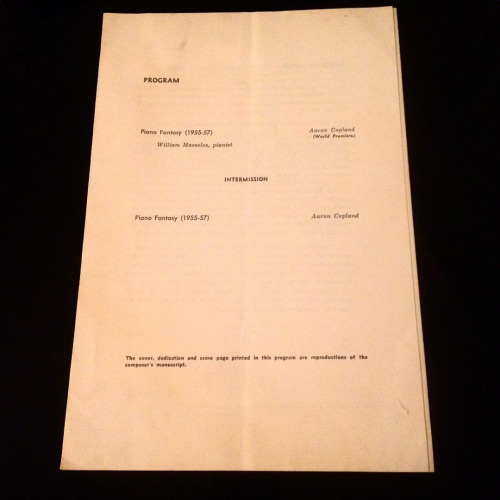 PROGRAM
Piano Fantasy (1955-57) Aaron Copland
(World Premiere)
William Masselos, pianist
INTERMISSION
Piano Fantasy (1955-57) Aaron Copland
The cover, dedication and score page printed in this program are reproductions of the
composer's manuscript.